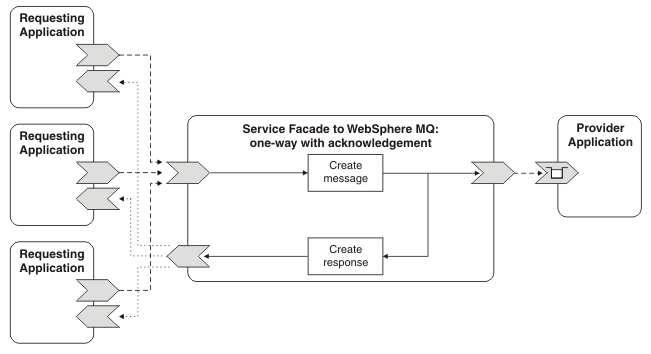 Requesting
Application
Requesting
Application
Requesting
Application
Service Facade to WebSphere MQ:
one-way with acknowledgement
Create
message
Create
response
Provider
Application